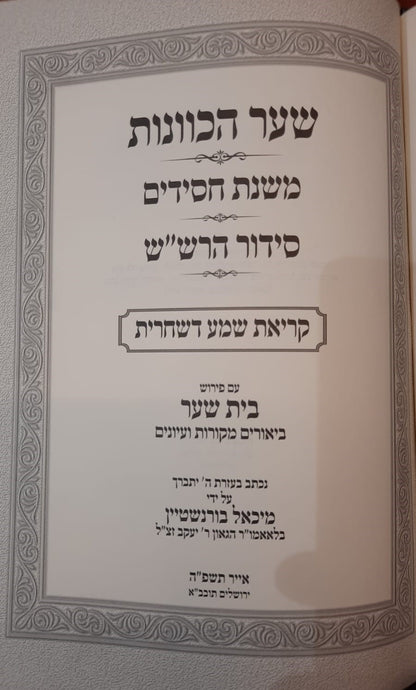 שער הכוונות
משנת חסידים
סידור הרש״ש
קריאת שמע דשחרית
עם פירוש
בית שער
ביאורים מקורות ועיונים
נכתב בעזרת ה׳ יתברך
על ידי
מיכאל בורנשטיין
בלאאמו״ר הגאון ר׳ יעקב זצ״ל
אייר תשפ״ה
ירושלים תובב״א